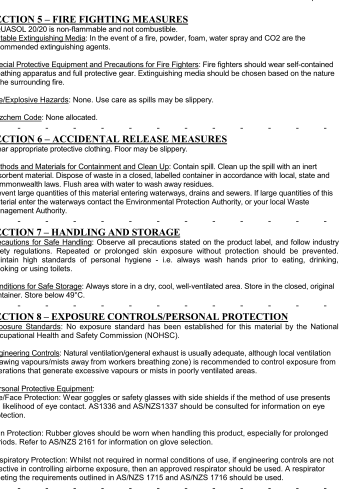 ECTION 5 – FIRE FIGHTING MEASURES
UASOL 20/20 is non-flammable and not combustible.
table Extinguishing Media: In the event of a fire, powder, foam, water spray and CO2 are the
ommended extinguishing agents.
ecial Protective Equipment and Precautions for Fire Fighters: Fire fighters should wear self-contained
eathing apparatus and full protective gear. Extinguishing media should be chosen based on the nature
he surrounding fire.
e/Explosive Hazards: None. Use care as spills may be slippery.
zchem Code: None allocated.
- - - - - - - - - - - - -
ECTION 6 – ACCIDENTAL RELEASE MEASURES
ear appropriate protective clothing. Floor may be slippery.
thods and Materials for Containment and Clean Up: Contain spill. Clean up the spill with an inert
sorbent material. Dispose of waste in a closed, labelled container in accordance with local, state and
mmonwealth laws. Flush area with water to wash away residues.
event large quantities of this material entering waterways, drains and sewers. If large quantities of this
terial enter the waterways contact the Environmental Protection Authority, or your local Waste
nagement Authority.
- - - - - - - - - - - - -
ECTION 7 – HANDLING AND STORAGE
ecautions for Safe Handling: Observe all precautions stated on the product label, and follow industry
ety regulations. Repeated or prolonged skin exposure without protection should be prevented.
intain high standards of personal hygiene - i.e. always wash hands prior to eating, drinking,
oking or using toilets.
nditions for Safe Storage: Always store in a dry, cool, well-ventilated area. Store in the closed, original
ntainer. Store below 49°C.
- - - - - - - - - - - - -
ECTION 8 – EXPOSURE CONTROLS/PERSONAL PROTECTION
posure Standards: No exposure standard has been established for this material by the National
cupational Health and Safety Commission (NOHSC).
gineering Controls: Natural ventilation/general exhaust is usually adequate, although local ventilation
rawing vapours/mists away from workers breathing zone) is recommended to control exposure from
erations that generate excessive vapours or mists in poorly ventilated areas.
rsonal Protective Equipment:
e/Face Protection: Wear goggles or safety glasses with side shields if the method of use presents
likelihood of eye contact. AS1336 and AS/NZS1337 should be consulted for information on eye
otection.
n Protection: Rubber gloves should be worn when handling this product, especially for prolonged
riods. Refer to AS/NZS 2161 for information on glove selection.
spiratory Protection: Whilst not required in normal conditions of use, if engineering controls are not
ective in controlling airborne exposure, then an approved respirator should be used. A respirator
eting the requirements outlined in AS/NZS 1715 and AS/NZS 1716 should be used.
- - - - - - - - - - - - -